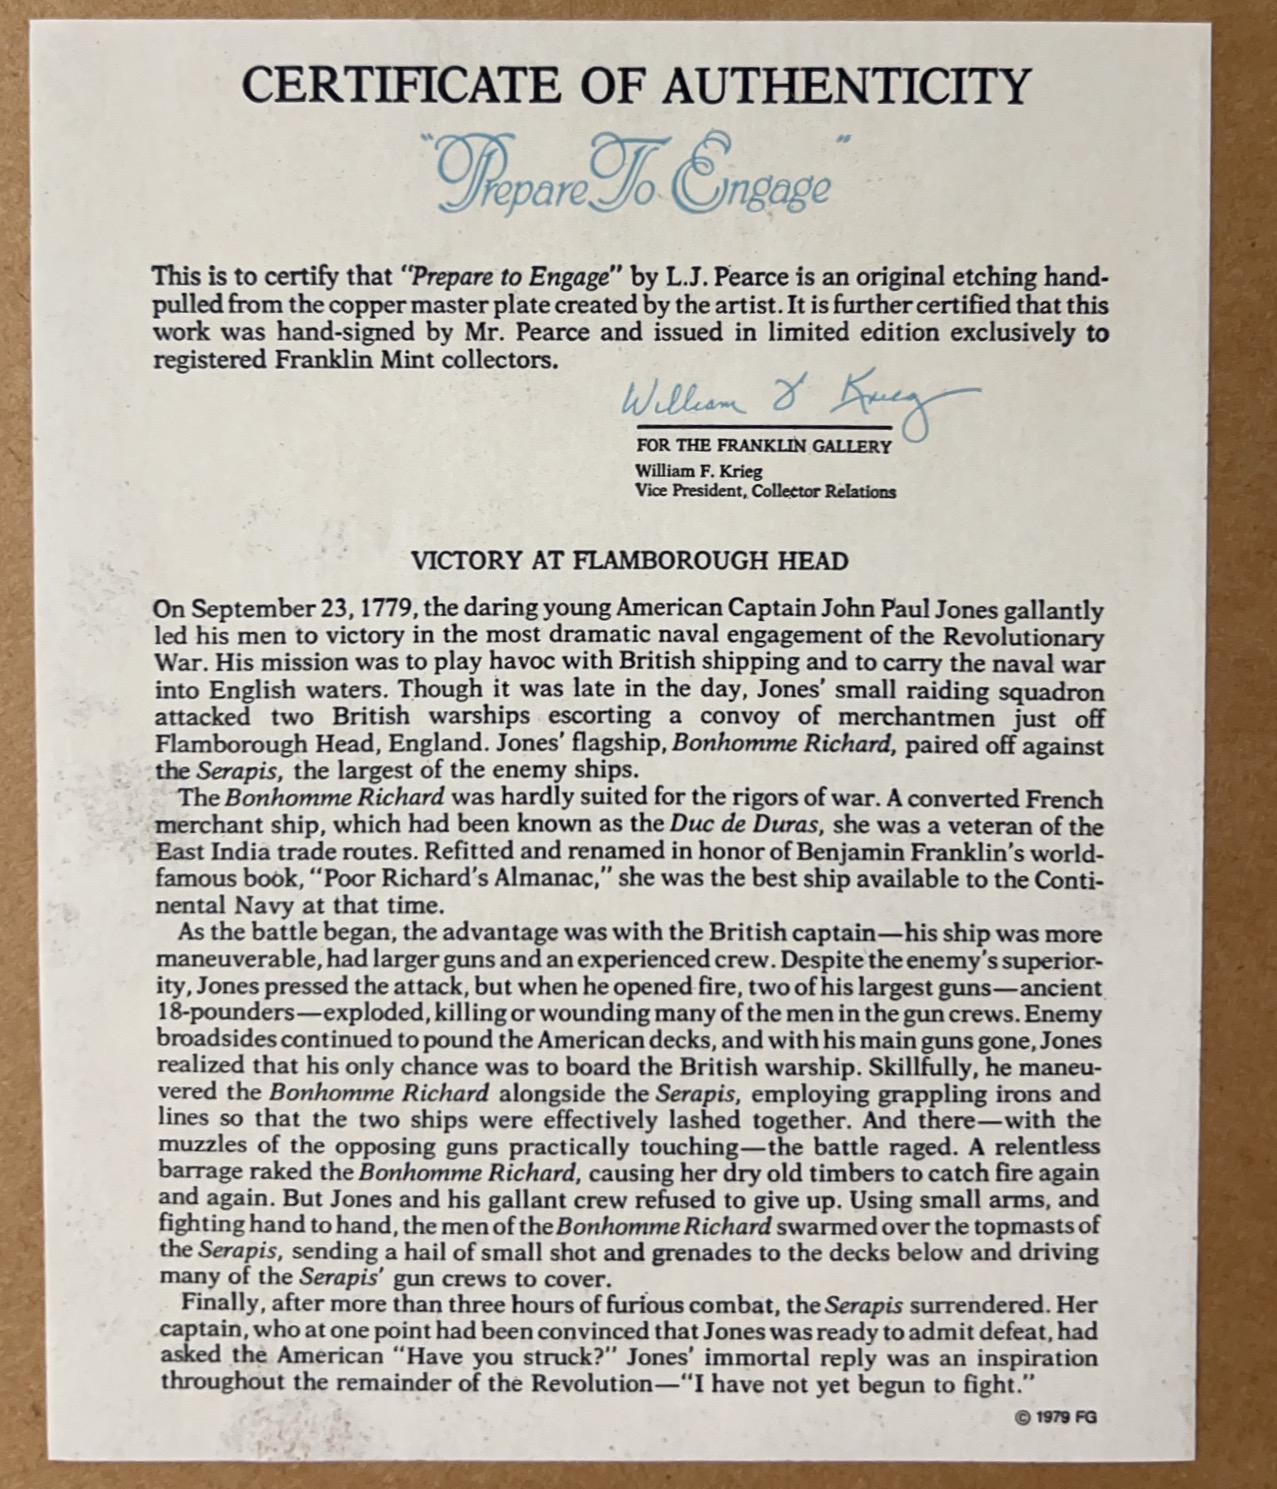 CERTIFICATE OF AUTHENTICITY
"Prepare To Engage"
This is to certify that "Prepare to Engage" by L.J. Pearce is an original etching hand-
pulled from the copper master plate created by the artist. It is further certified that this
work was hand-signed by Mr. Pearce and issued in limited edition exclusively to
registered Franklin Mint collectors.
William F Krieg
FOR THE FRANKLIN GALLERY
William F. Krieg
Vice President, Collector Relations
VICTORY AT FLAMBOROUGH HEAD
On September 23, 1779, the daring young American Captain John Paul Jones gallantly
led his men to victory in the most dramatic naval engagement of the Revolutionary
War. His mission was to play havoc with British shipping and to carry the naval war
into English waters. Though it was late in the day, Jones' small raiding squadron
attacked two British warships escorting a convoy of merchantmen just off
Flamborough Head, England. Jones' flagship, Bonhomme Richard, paired off against
the Serapis, the largest of the enemy ships.
The Bonhomme Richard was hardly suited for the rigors of war. A converted French
merchant ship, which had been known as the Duc de Duras, she was a veteran of the
East India trade routes. Refitted and renamed in honor of Benjamin Franklin's world-
famous book, "Poor Richard's Almanac," she was the best ship available to the Conti-
nental Navy at that time.
As the battle began, the advantage was with the British captain—his ship was more
maneuverable, had larger guns and an experienced crew. Despite the enemy's superior-
ity, Jones pressed the attack, but when he opened fire, two of his largest guns—ancient
18-pounders—exploded, killing or wounding many of the men in the gun crews. Enemy
broadsides continued to pound the American decks, and with his main guns gone, Jones
realized that his only chance was to board the British warship. Skillfully, he maneu-
vered the Bonhomme Richard alongside the Serapis, employing grappling irons and
lines so that the two ships were effectively lashed together. And there—with the
muzzles of the opposing guns practically touching—the battle raged. A relentless
barrage raked the Bonhomme Richard, causing her dry old timbers to catch fire again
and again. But Jones and his gallant crew refused to give up. Using small arms, and
fighting hand to hand, the men of the Bonhomme Richard swarmed over the topmasts of
the Serapis, sending a hail of small shot and grenades to the decks below and driving
many of the Serapis' gun crews to cover.
Finally, after more than three hours of furious combat, the Serapis surrendered. Her
captain, who at one point had been convinced that Jones was ready to admit defeat, had
asked the American "Have you struck?" Jones' immortal reply was an inspiration
throughout the remainder of the Revolution—"I have not yet begun to fight."
© 1979 FG